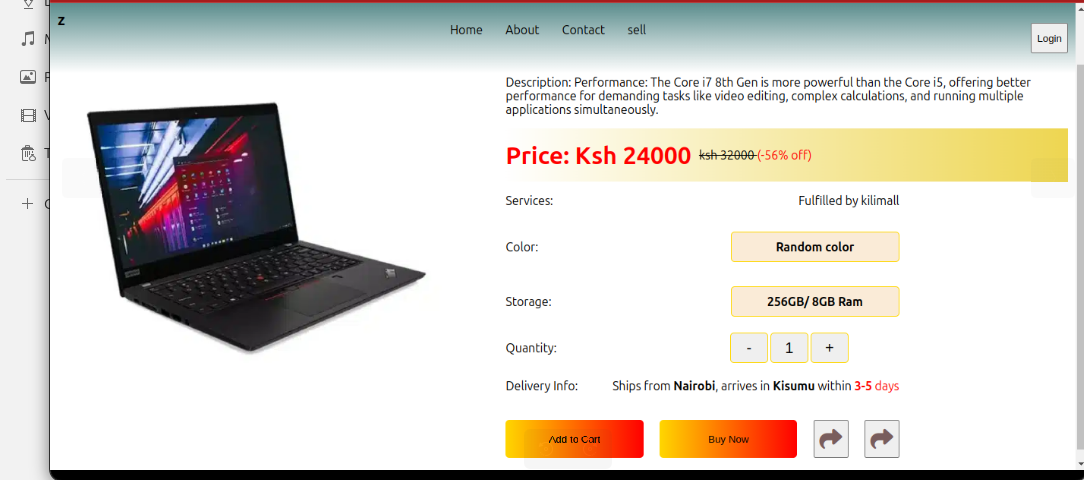 z
Home About Contact sell
Login
Description: Performance: The Core i7 8th Gen is more powerful than the Core i5, offering better
performance for demanding tasks like video editing, complex calculations, and running multiple
applications simultaneously.
Price: Ksh 24000 ksh 32000 (-56% off)
Services: Fulfilled by kilimall
Color: Random color
Storage: 256GB/ 8GB Ram
Quantity: - 1 +
Delivery Info: Ships from Nairobi, arrives in Kisumu within 3-5 days
Add to Cart Buy Now